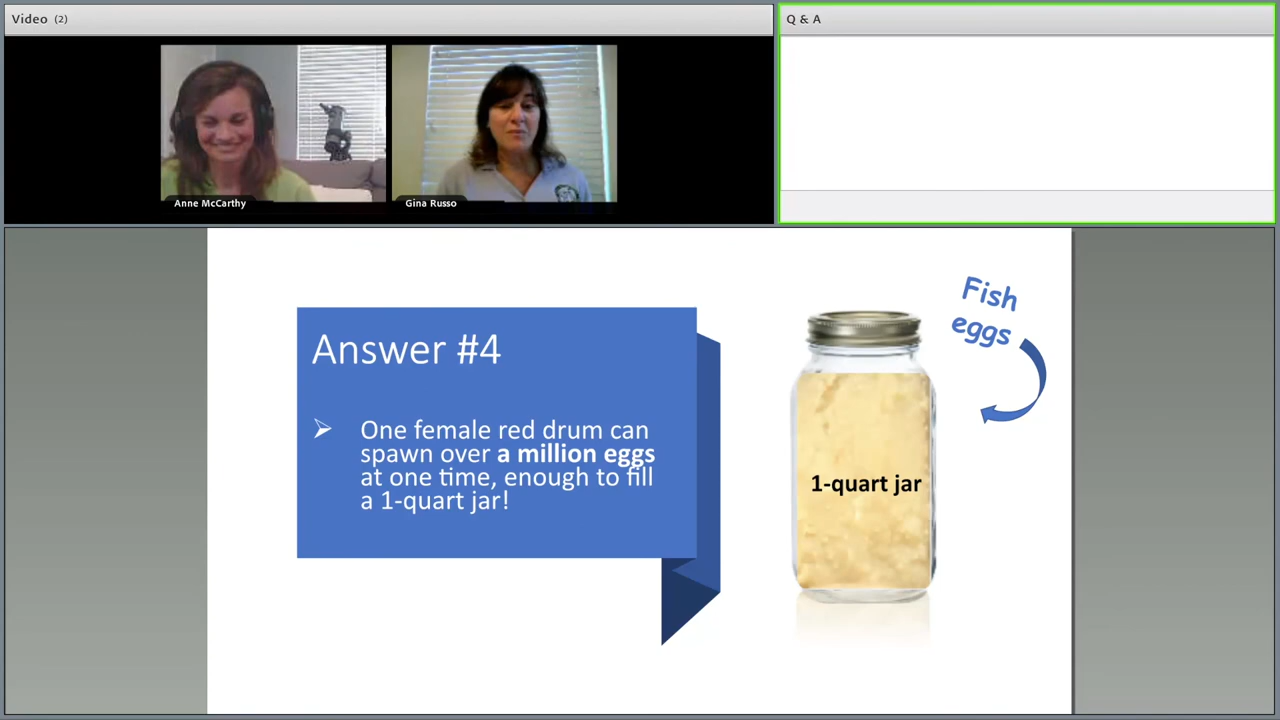 Video (2)
Q & A
Anne McCarthy
Gina Russo
Answer #4
➢ One female red drum can
spawn over a million eggs
at one time, enough to fill
a 1-quart jar!
Fish
eggs
1-quart jar